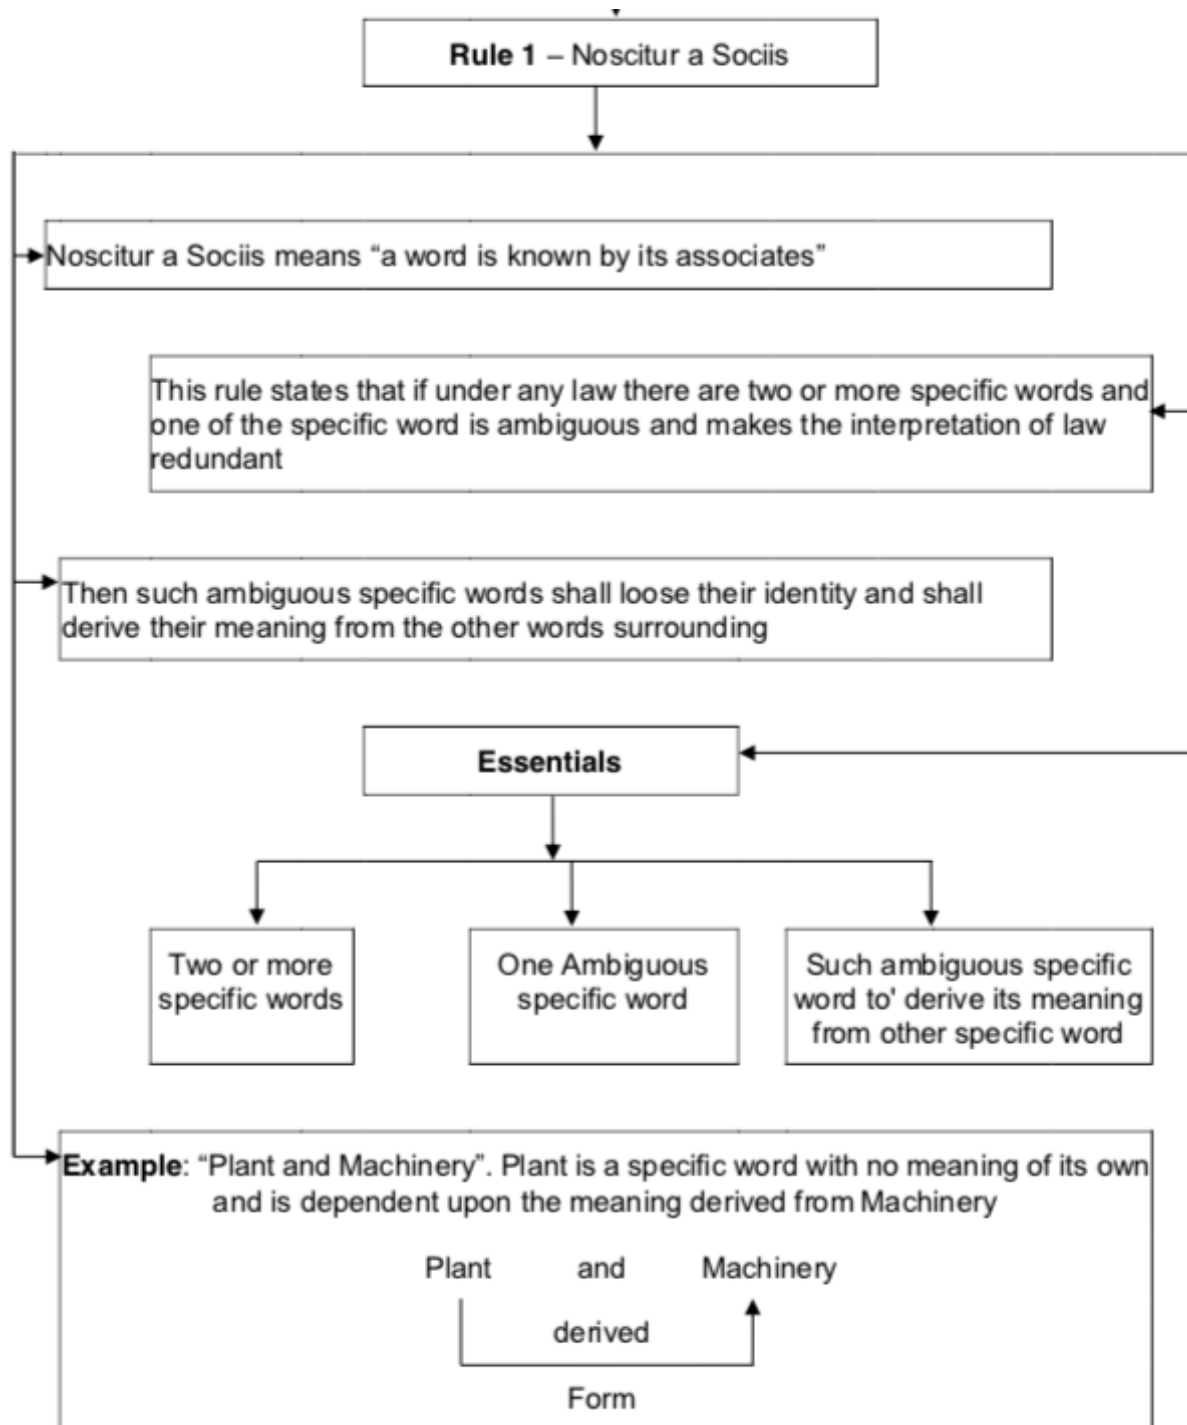 Rule 1 – Noscitur a Sociis
Noscitur a Sociis means “a word is known by its associates”
This rule states that if under any law there are two or more specific words and
one of the specific word is ambiguous and makes the interpretation of law
redundant
Then such ambiguous specific words shall loose their identity and shall
derive their meaning from the other words surrounding
Essentials
Two or more
specific words
One Ambiguous
specific word
Such ambiguous specific
word to' derive its meaning
from other specific word
Example: “Plant and Machinery”. Plant is a specific word with no meaning of its own
and is dependent upon the meaning derived from Machinery
Plant and Machinery
derived
Form